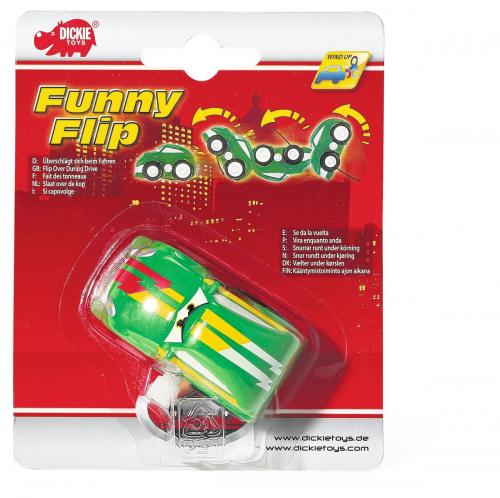 DICKIE®
TOYS
WIND UP
Funny
Flip
D: Überschlägt sich beim Fahren
GB: Flip Over During Drive
F: Fait des tonneaux
NL: Slaat over de kop
I: Si capovolge
E: Se da la vuelta
P: Vira enquanto anda
S: Snurrar runt under körning
N: Snur rundt under kjøring
DK: Vælter under kørslen
FIN: Kääntymistoiminto ajon aikana
www.dickietoys.de
www.dickietoys.com